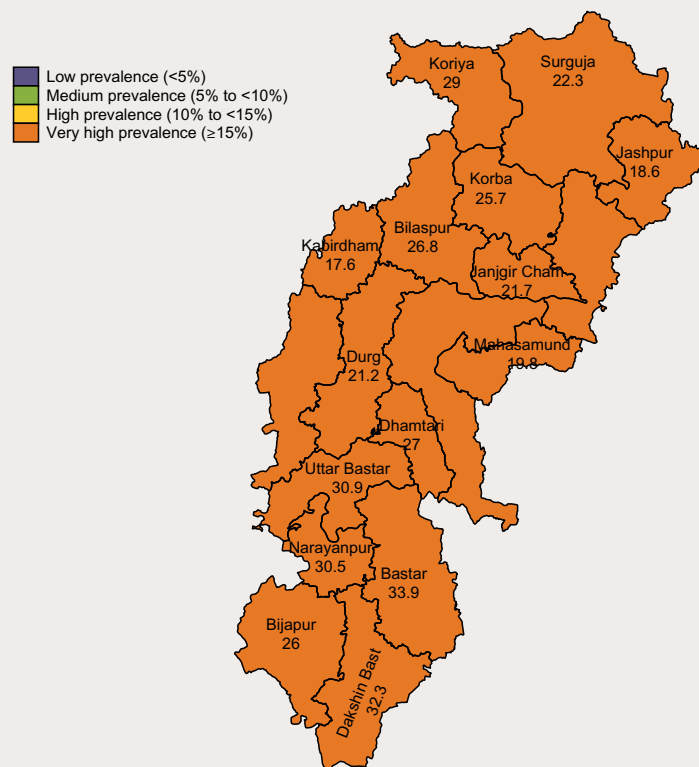 Low prevalence (<5%)
Medium prevalence (5% to <10%)
High prevalence (10% to <15%)
Very high prevalence (≥15%)
Koriya
29
Surguja
22.3
Jashpur
18.6
Korba
25.7
Bilaspur
26.8
Kabirdham
17.6
Janjgir Cham
21.7
Mahasamund
19.8
Durg
21.2
Dhamtari
27
Uttar Bastar
30.9
Narayanpur
30.5
Bastar
33.9
Bijapur
26
Dakshin Bast
32.3